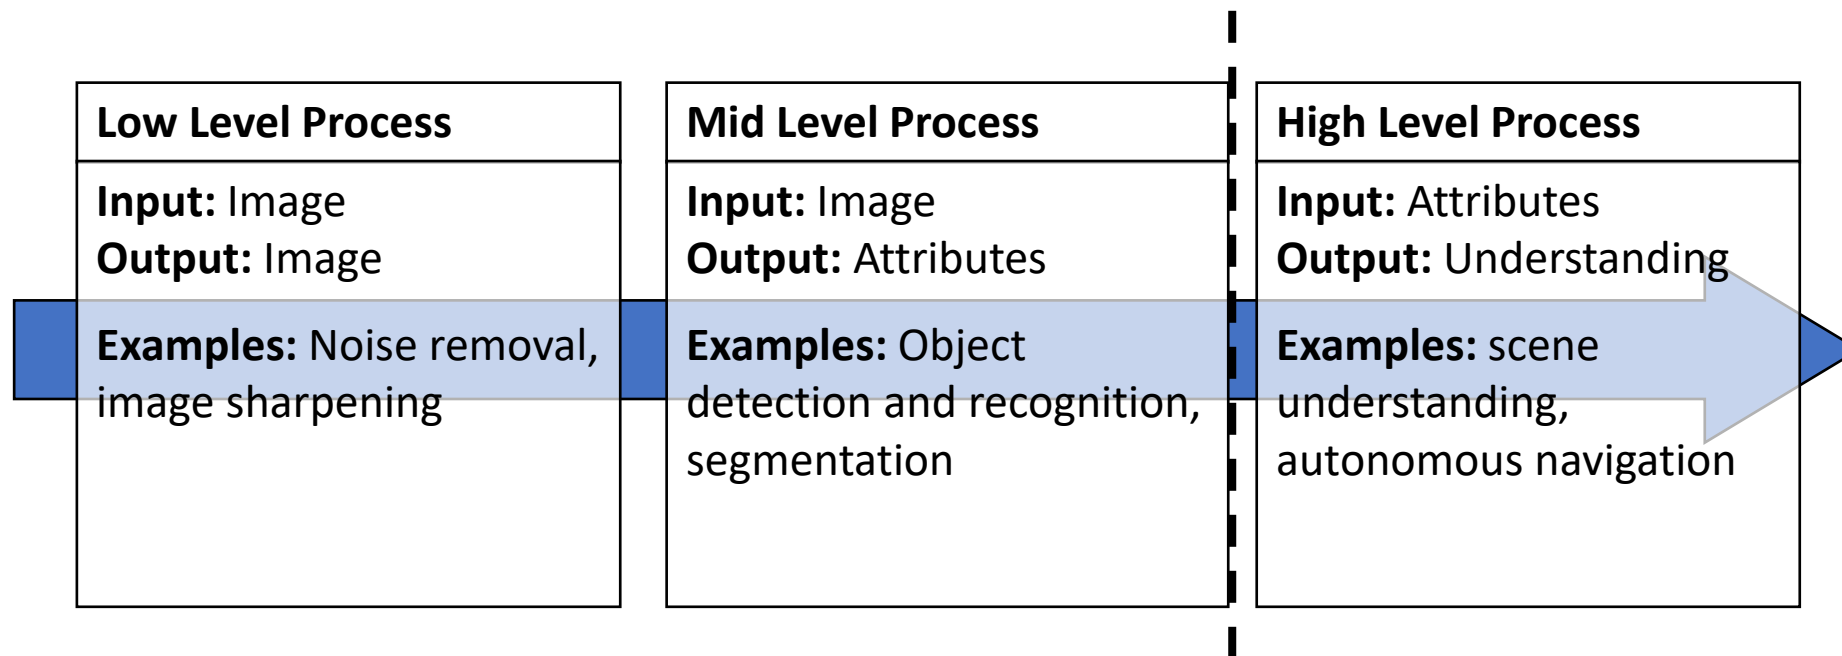 Low Level Process
Input: Image
Output: Image
Examples: Noise removal,
image sharpening
Mid Level Process
Input: Image
Output: Attributes
Examples: Object
detection and recognition,
segmentation
High Level Process
Input: Attributes
Output: Understanding
Examples: scene
understanding,
autonomous navigation